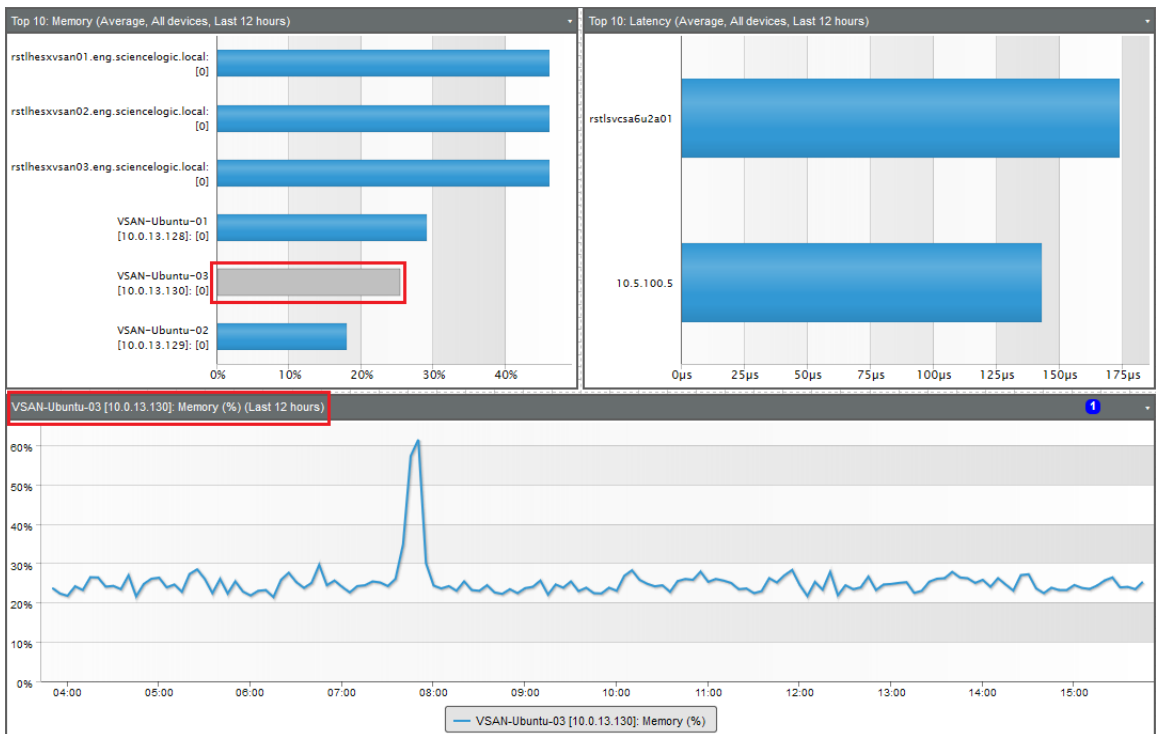 Top 10: Memory (Average, All devices, Last 12 hours)
rstlhesxvsan01.eng.sciencelogic.local:
[0]
rstlhesxvsan02.eng.sciencelogic.local:
[0]
rstlhesxvsan03.eng.sciencelogic.local:
[0]
VSAN-Ubuntu-01
[10.0.13.128]: [0]
VSAN-Ubuntu-03
[10.0.13.130]: [0]
VSAN-Ubuntu-02
[10.0.13.129]: [0]
0% 10% 20% 30% 40%
Top 10: Latency (Average, All devices, Last 12 hours)
rstlsvcsa6u2a01
10.5.100.5
0µs 25µs 50µs 75µs 100µs 125µs 150µs 175µs
VSAN-Ubuntu-03 [10.0.13.130]: Memory (%) (Last 12 hours) 1
60%
50%
40%
30%
20%
10%
0%
04:00 05:00 06:00 07:00 08:00 09:00 10:00 11:00 12:00 13:00 14:00 15:00
VSAN-Ubuntu-03 [10.0.13.130]: Memory (%)